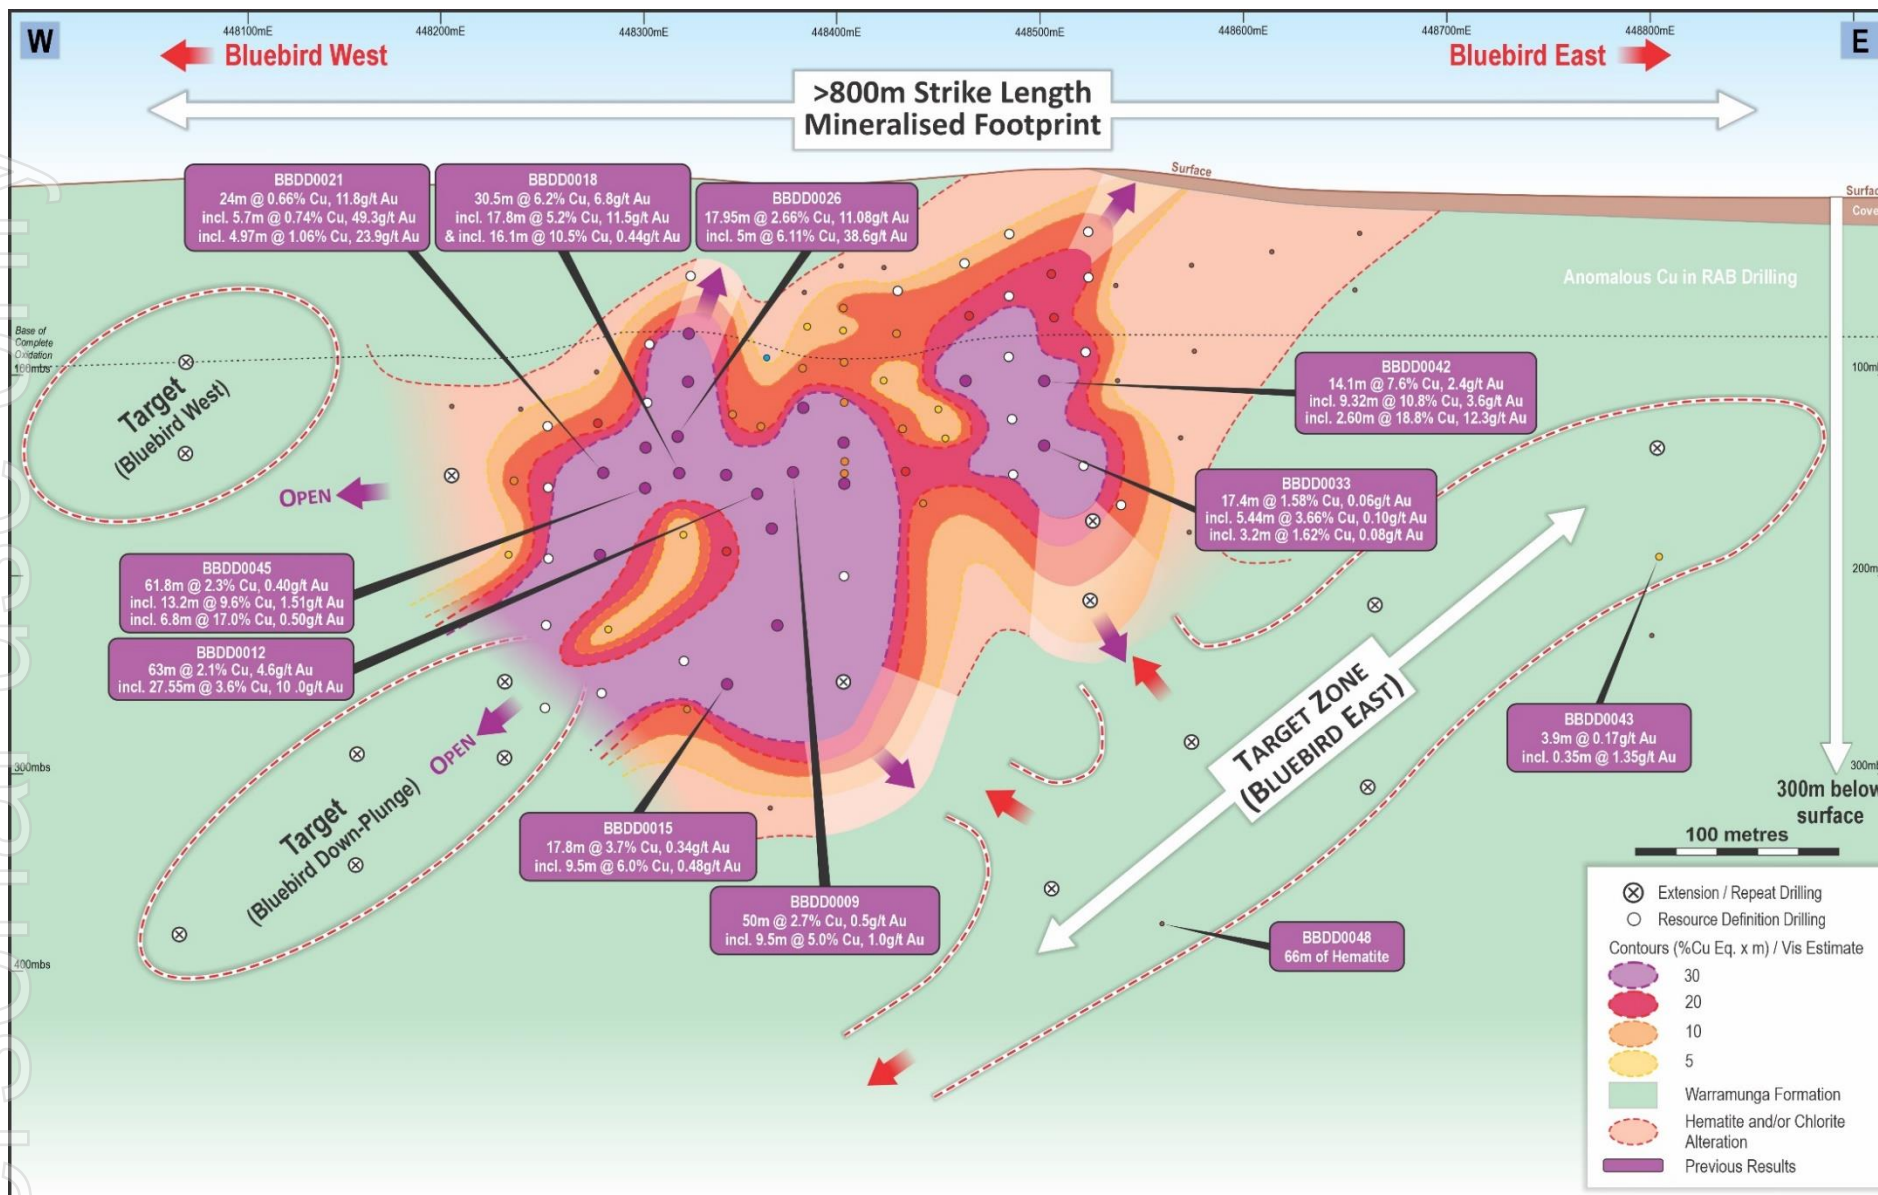 448100mE
448200mE
448300mE
448400mE
448500mE
448600mE
448700mE
448800mE
W
E
Bluebird West
Bluebird East
>800m Strike Length
Mineralised Footprint
Surface
Surfac
Cove
BBDD0021
24m @ 0.66% Cu, 11.8g/t Au
incl. 5.7m @ 0.74% Cu, 49.3g/t Au
incl. 4.97m @ 1.06% Cu, 23.9g/t Au
BBDD0018
30.5m @ 6.2% Cu, 6.8g/t Au
incl. 17.8m @ 5.2% Cu, 11.5g/t Au
& incl. 16.1m @ 10.5% Cu, 0.44g/t Au
BBDD0026
17.95m @ 2.66% Cu, 11.08g/t Au
incl. 5m @ 6.11% Cu, 38.6g/t Au
Anomalous Cu in RAB Drilling
Base of
Complete
Oxidation
100mbs
100mb
Target
(Bluebird West)
OPEN
BBDD0042
14.1m @ 7.6% Cu, 2.4g/t Au
incl. 9.32m @ 10.8% Cu, 3.6g/t Au
incl. 2.60m @ 18.8% Cu, 12.3g/t Au
BBDD0033
17.4m @ 1.58% Cu, 0.06g/t Au
incl. 5.44m @ 3.66% Cu, 0.10g/t Au
incl. 3.2m @ 1.62% Cu, 0.08g/t Au
200mb
BBDD0045
61.8m @ 2.3% Cu, 0.40g/t Au
incl. 13.2m @ 9.6% Cu, 1.51g/t Au
incl. 6.8m @ 17.0% Cu, 0.50g/t Au
BBDD0012
63m @ 2.1% Cu, 4.6g/t Au
incl. 27.55m @ 3.6% Cu, 10 .0g/t Au
OPEN
Target
(Bluebird Down-Plunge)
TARGET ZONE
(BLUEBIRD EAST)
BBDD0043
3.9m @ 0.17g/t Au
incl. 0.35m @ 1.35g/t Au
300mbs
300mb
300m below
surface
100 metres
BBDD0015
17.8m @ 3.7% Cu, 0.34g/t Au
incl. 9.5m @ 6.0% Cu, 0.48g/t Au
BBDD0009
50m @ 2.7% Cu, 0.5g/t Au
incl. 9.5m @ 5.0% Cu, 1.0g/t Au
BBDD0048
66m of Hematite
400mbs
Extension / Repeat Drilling
Resource Definition Drilling
Contours (%Cu Eq. x m) / Vis Estimate
30
20
10
5
Warramunga Formation
Hematite and/or Chlorite
Alteration
Previous Results